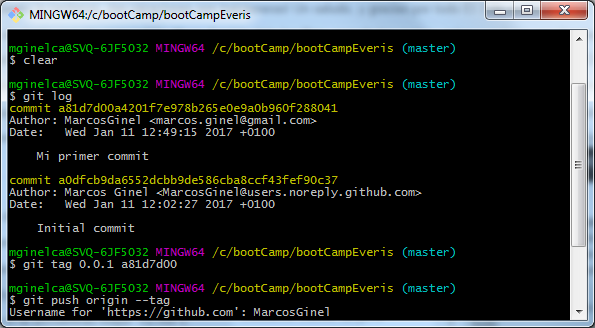 MINGW64:/c/bootCamp/bootCampEveris
mginelca@SVQ-6JF5032 MINGW64 /c/bootCamp/bootCampEveris (master)
$ clear
mginelca@SVQ-6JF5032 MINGW64 /c/bootCamp/bootCampEveris (master)
$ git log
commit a81d7d00a4201f7e978b265e0e9a0b960f288041
Author: MarcosGinel <marcos.ginel@gmail.com>
Date:   Wed Jan 11 12:49:15 2017 +0100
Mi primer commit
commit a0dfcb9da6552dcbb9de586cba8ccf43fef90c37
Author: Marcos Ginel <MarcosGinel@users.noreply.github.com>
Date:   Wed Jan 11 12:02:27 2017 +0100
Initial commit
mginelca@SVQ-6JF5032 MINGW64 /c/bootCamp/bootCampEveris (master)
$ git tag 0.0.1 a81d7d00
mginelca@SVQ-6JF5032 MINGW64 /c/bootCamp/bootCampEveris (master)
$ git push origin --tag
Username for 'https://github.com': MarcosGinel